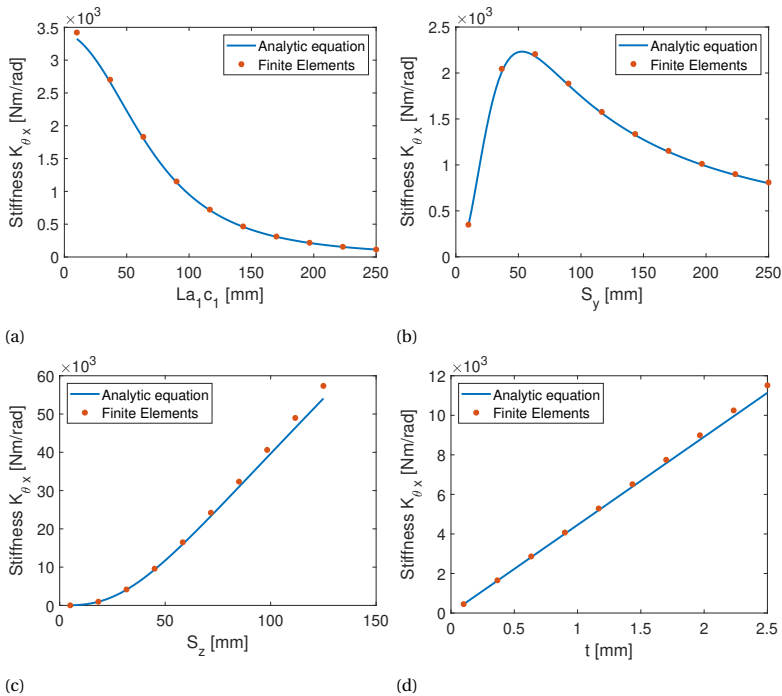 ×10³
3.5
3
2.5
2
1.5
1
0.5
0
Stiffness K_θ x [Nm/rad]
Analytic equation
Finite Elements
0 50 100 150 200 250
La₁c₁ [mm]
(a)
×10³
2.5
2
1.5
1
0.5
0
Stiffness K_θ x [Nm/rad]
Analytic equation
Finite Elements
0 50 100 150 200 250
S_y [mm]
(b)
×10³
60
50
40
30
20
10
0
Stiffness K_θ x [Nm/rad]
Analytic equation
Finite Elements
0 50 100 150
S_z [mm]
(c)
×10³
12
10
8
6
4
2
0
Stiffness K_θ x [Nm/rad]
Analytic equation
Finite Elements
0 0.5 1 1.5 2 2.5
t [mm]
(d)